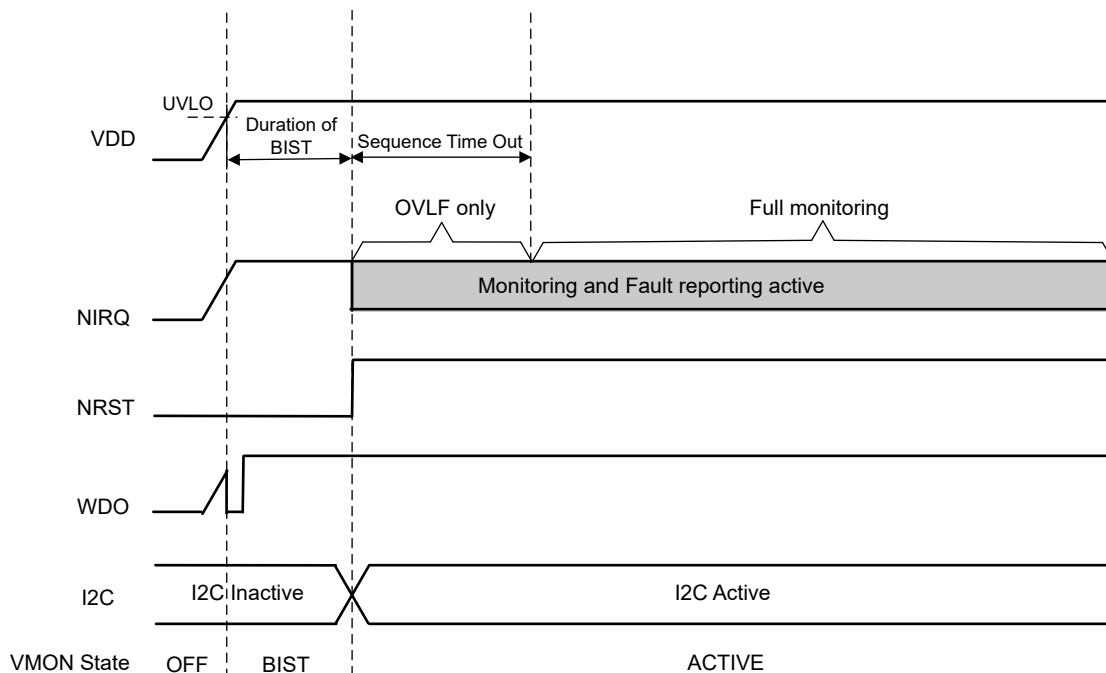 UVLO
VDD
Duration of
BIST
Sequence Time Out
OVLF only
Full monitoring
Monitoring and Fault reporting active
NIRQ
NRST
WDO
I2C
I2C Inactive
I2C Active
VMON State
OFF
BIST
ACTIVE